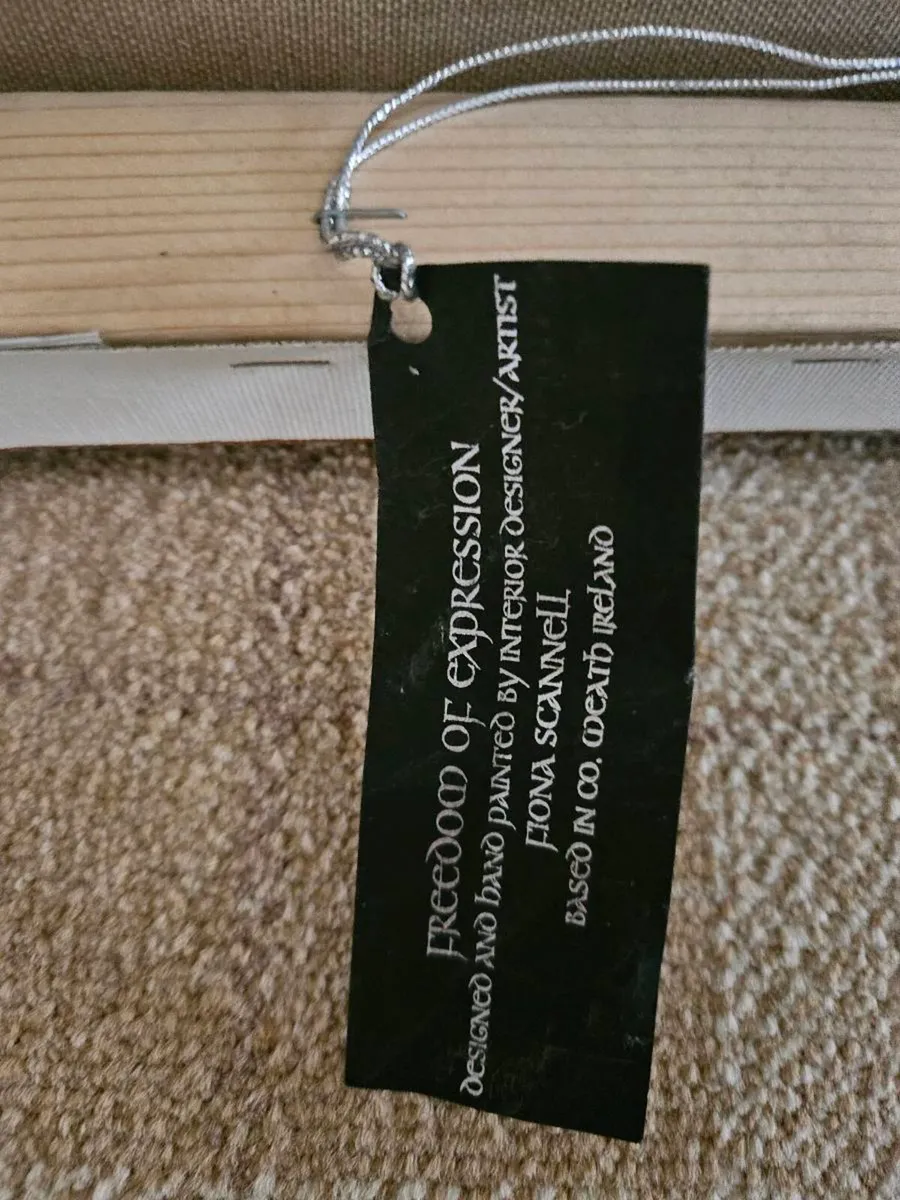 FREEDOM OF EXPRESSION
DESIGNED AND HAND PAINTED BY INTERIOR DESIGNER/ARTIST
FIONA SCANNELL
BASED IN CO. MEATH IRELAND